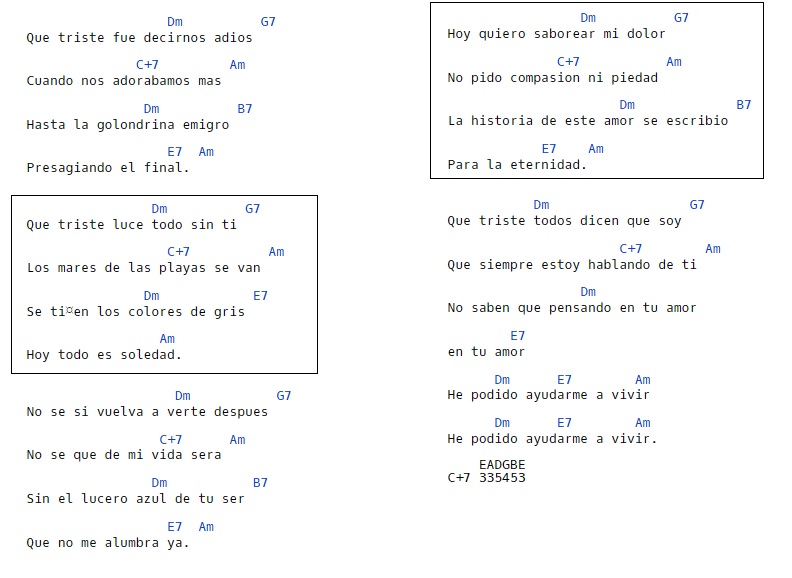 Dm G7
Que triste fue decirnos adios
C+7 Am
Cuando nos adorabamos mas
Dm B7
Hasta la golondrina emigro
E7 Am
Presagiando el final.
Dm G7
Que triste luce todo sin ti
C+7 Am
Los mares de las playas se van
Dm E7
Se ti¤en los colores de gris
Am
Hoy todo es soledad.
Dm G7
No se si vuelva a verte despues
C+7 Am
No se que de mi vida sera
Dm B7
Sin el lucero azul de tu ser
E7 Am
Que no me alumbra ya.
Dm G7
Hoy quiero saborear mi dolor
C+7 Am
No pido compasion ni piedad
Dm B7
La historia de este amor se escribio
E7 Am
Para la eternidad.
Dm G7
Que triste todos dicen que soy
C+7 Am
Que siempre estoy hablando de ti
Dm
No saben que pensando en tu amor
E7
en tu amor
Dm E7 Am
He podido ayudarme a vivir
Dm E7 Am
He podido ayudarme a vivir.
EADGBE
C+7 335453